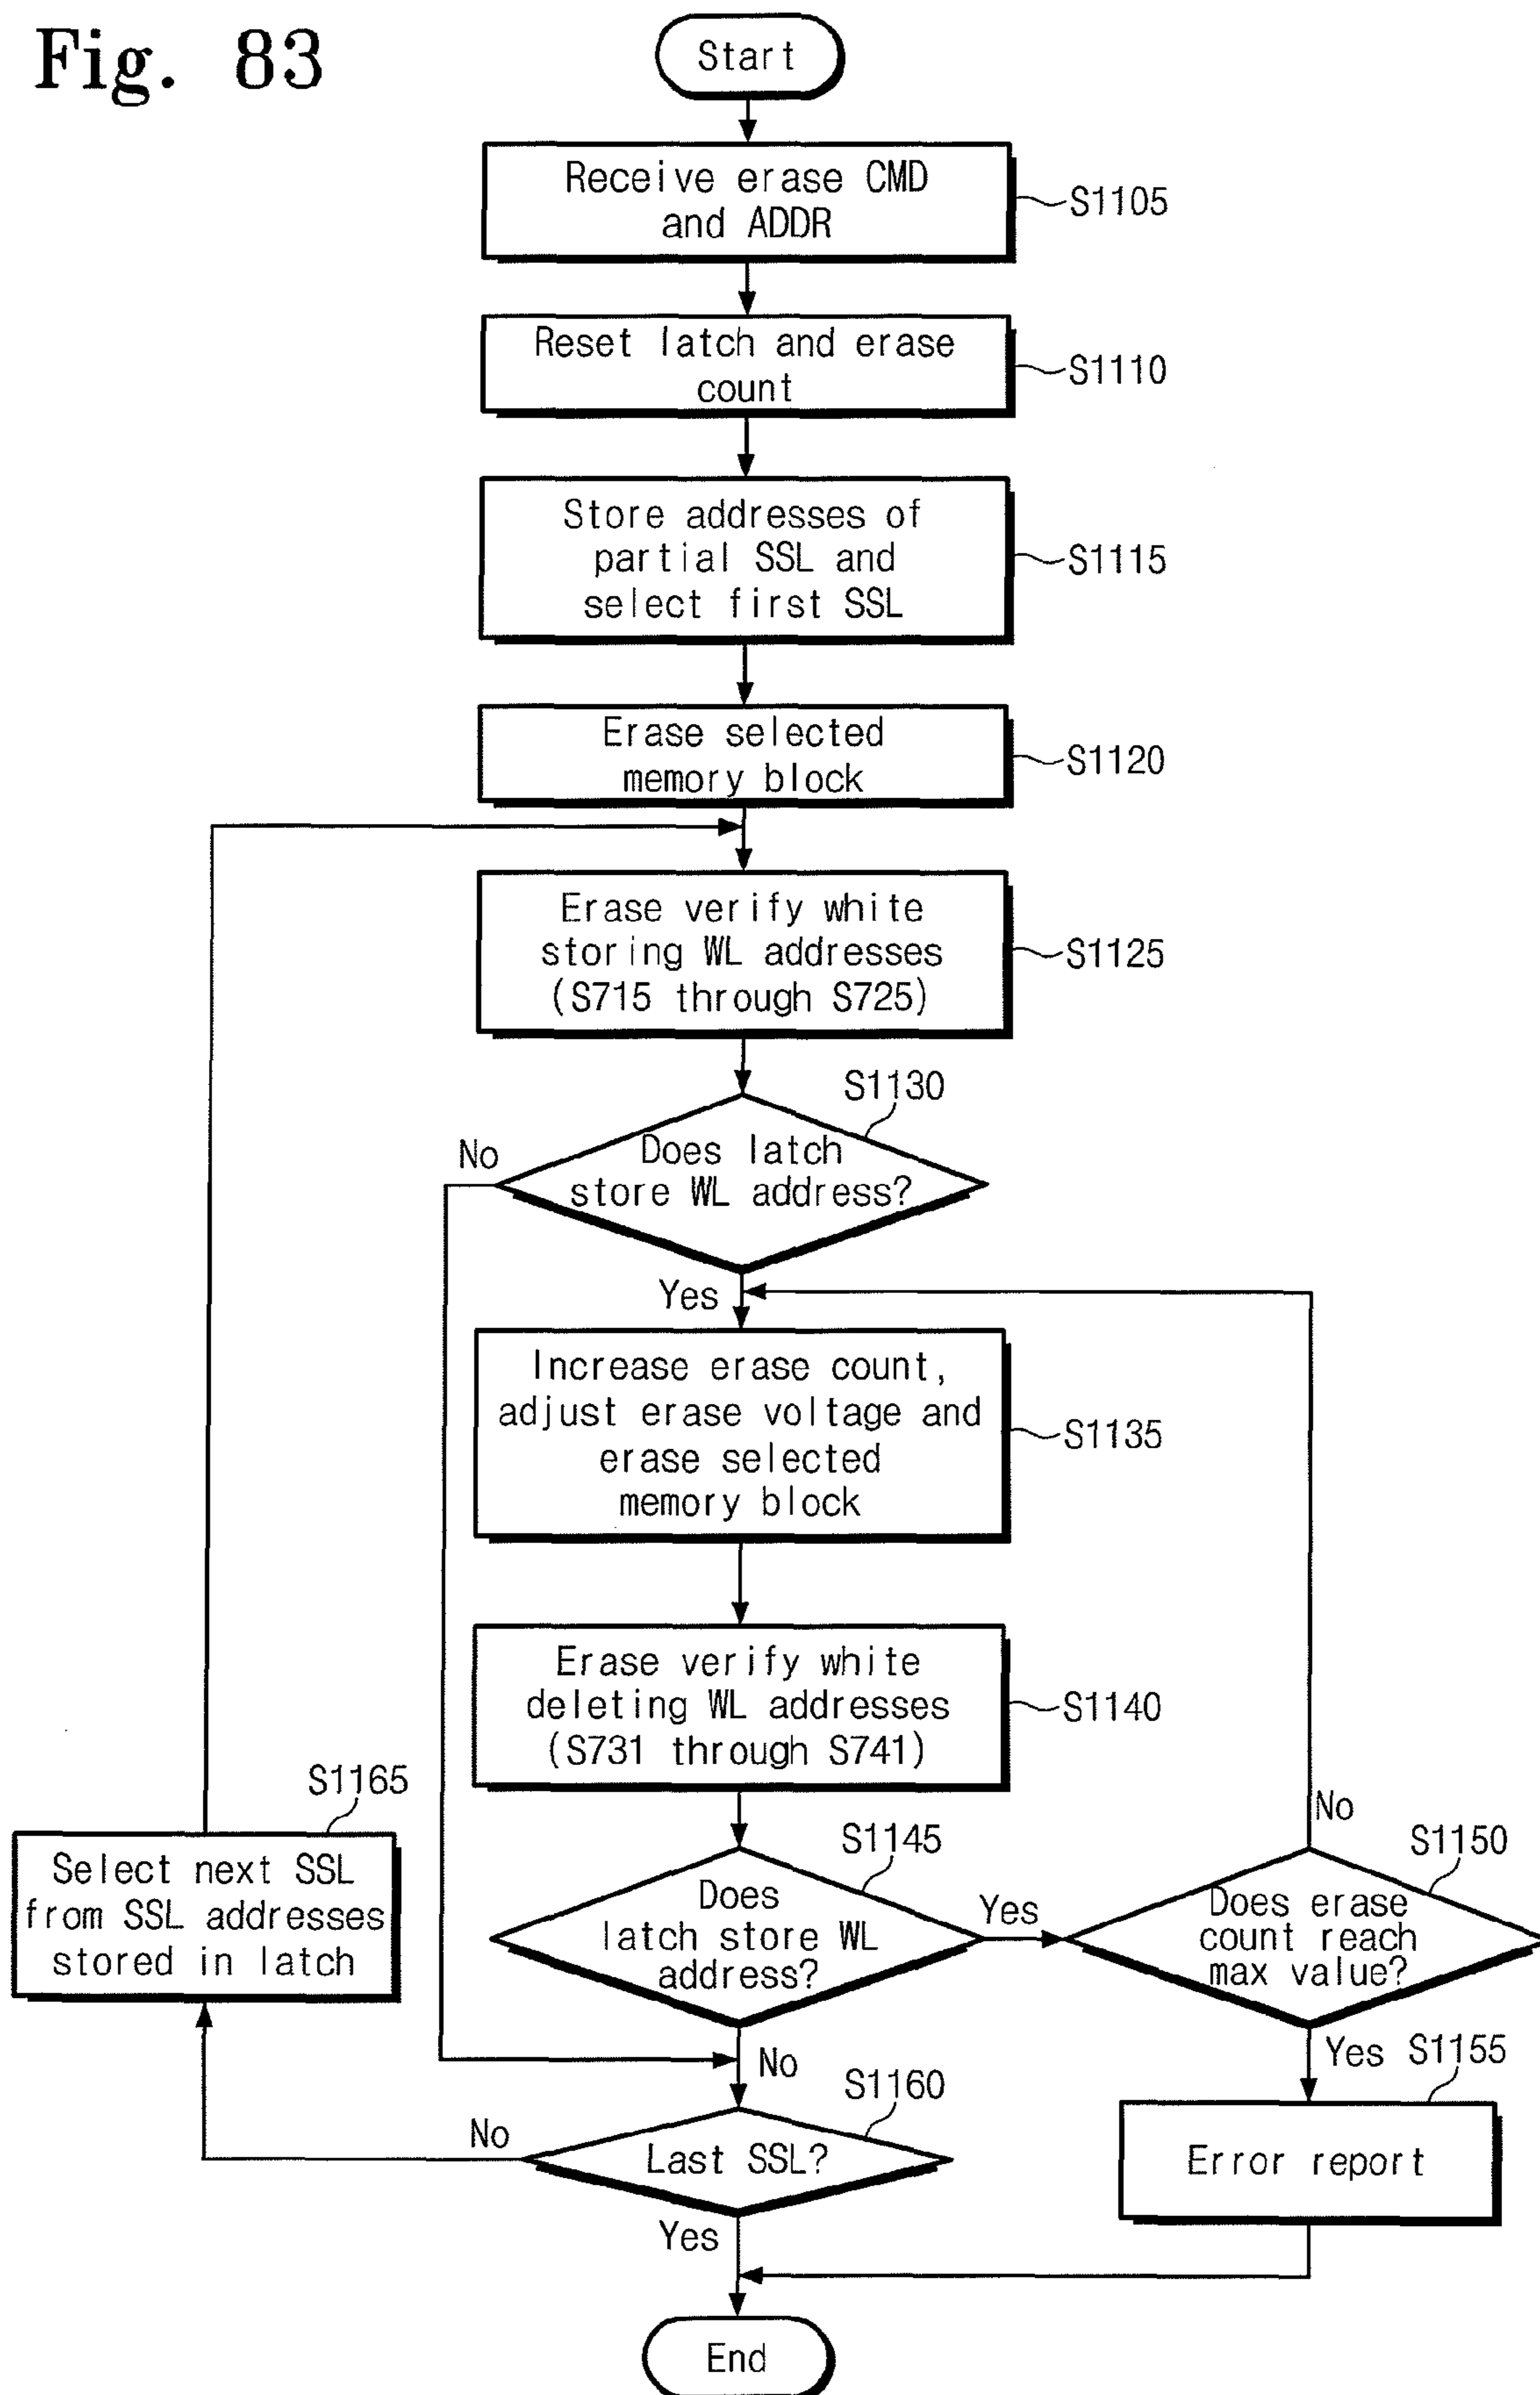 Fig. 83
Start
Receive erase CMD
and ADDR
S1105
Reset latch and erase
count
S1110
Store addresses of
partial SSL and
select first SSL
S1115
Erase selected
memory block
S1120
Erase verify white
storing WL addresses
(S715 through S725)
S1125
S1130
No
Does latch
store WL address?
Yes
Increase erase count,
adjust erase voltage and
erase selected
memory block
S1135
Erase verify white
deleting WL addresses
(S731 through S741)
S1140
S1165
Select next SSL
from SSL addresses
stored in latch
S1145
Does
latch store WL
address?
Yes
No
S1150
Does erase
count reach
max value?
No
Yes
S1155
Error report
S1160
No
Last SSL?
Yes
End